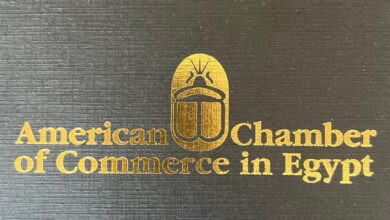 American Chamber
of Commerce in Egypt